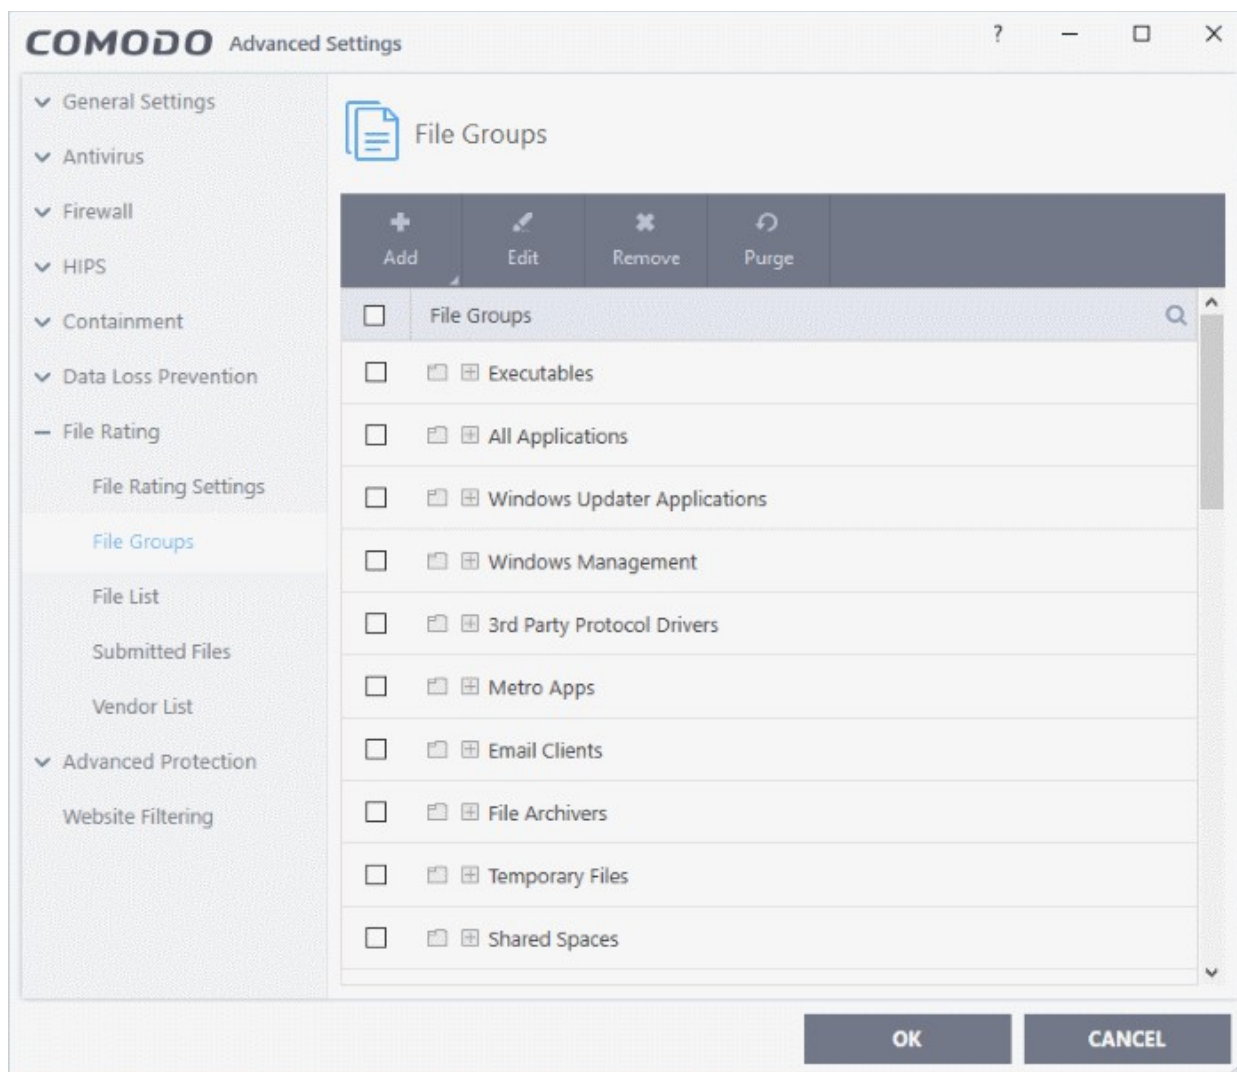 COMODO Advanced Settings ?
General Settings
Antivirus
Firewall
HIPS
Containment
Data Loss Prevention
File Rating
File Rating Settings
File Groups
File List
Submitted Files
Vendor List
Advanced Protection
Website Filtering
File Groups
Add Edit Remove Purge
File Groups
Executables
All Applications
Windows Updater Applications
Windows Management
3rd Party Protocol Drivers
Metro Apps
Email Clients
File Archivers
Temporary Files
Shared Spaces
OK CANCEL